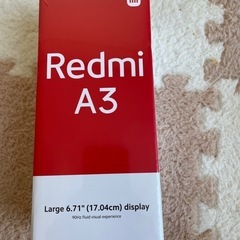 Redmi
A3
Large 6.71" (17.04cm) display
90Hz fluid visual experience